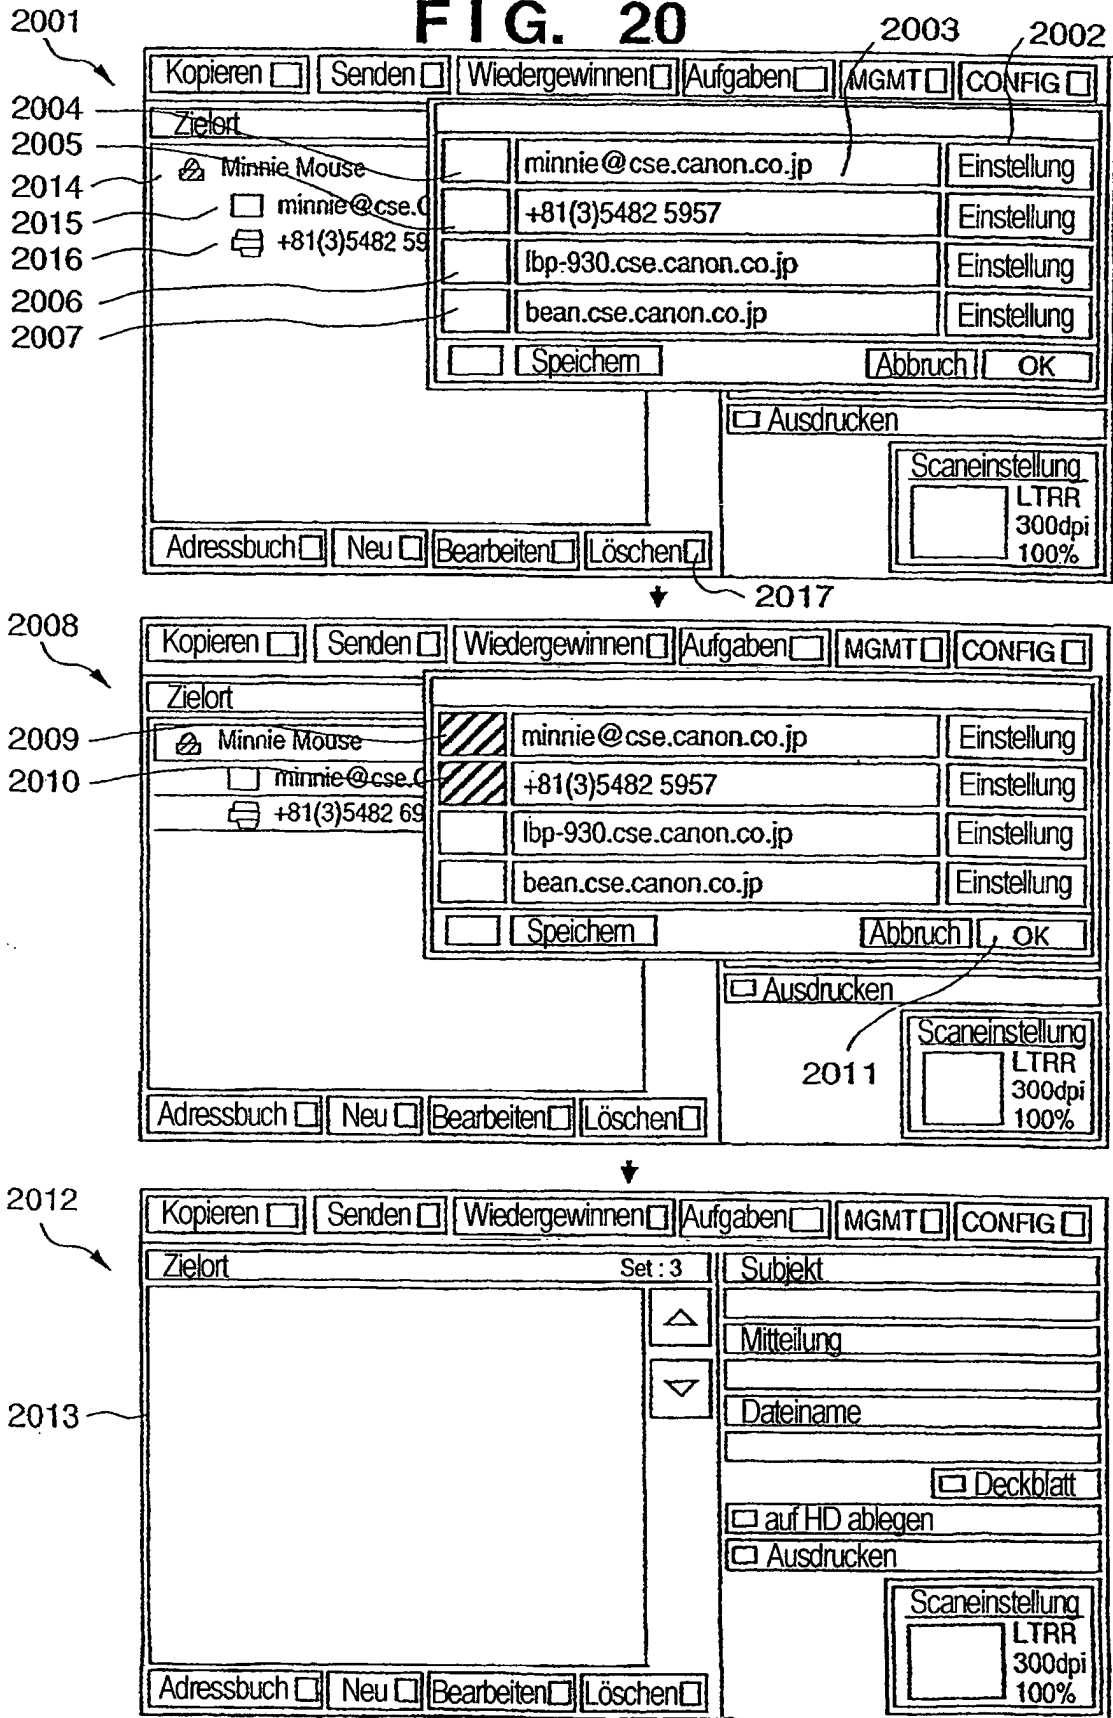 FIG. 20
2001
2003
2002
Kopieren Senden Wiedergewinnen Aufgaben MGMT CONFIG
2004
Zielort
2005
Minnie Mouse
minnie@cse.canon.co.jp Einstellung
2014
2015
minnie@cse.C
+81(3)5482 5957 Einstellung
2016
+81(3)5482 59
lbp-930.cse.canon.co.jp Einstellung
2006
2007
bean.cse.canon.co.jp Einstellung
Speichern Abbruch OK
Ausdrucken
Scaneinstellung
LTRR
300dpi
100%
Adressbuch Neu Bearbeiten Löschen
2017
2008
Kopieren Senden Wiedergewinnen Aufgaben MGMT CONFIG
Zielort
2009
Minnie Mouse
minnie@cse.canon.co.jp Einstellung
2010
minnie@cse.C
+81(3)5482 5957 Einstellung
+81(3)5482 69
lbp-930.cse.canon.co.jp Einstellung
bean.cse.canon.co.jp Einstellung
Speichern Abbruch OK
Ausdrucken
2011
Scaneinstellung
LTRR
300dpi
100%
Adressbuch Neu Bearbeiten Löschen
2012
Kopieren Senden Wiedergewinnen Aufgaben MGMT CONFIG
Zielort Set : 3 Subjekt
Mitteilung
2013
Dateiname
Deckblatt
auf HD ablegen
Ausdrucken
Scaneinstellung
LTRR
300dpi
100%
Adressbuch Neu Bearbeiten Löschen